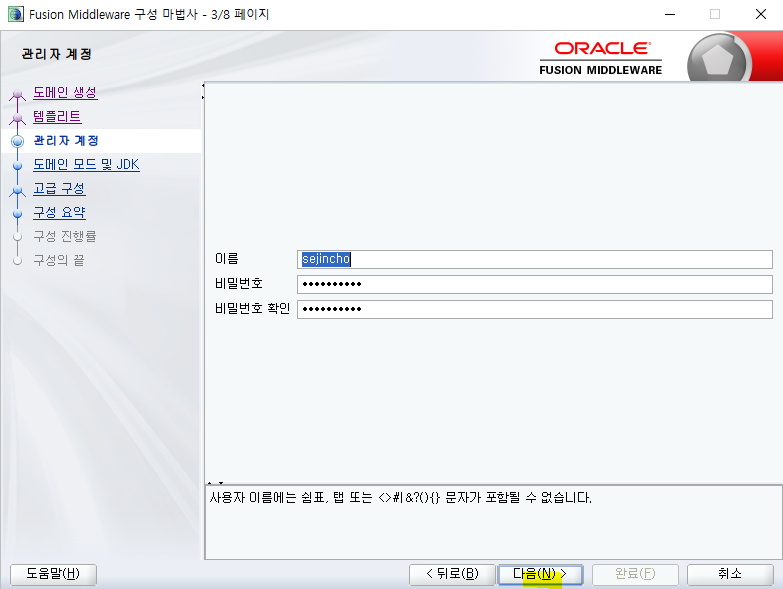 Fusion Middleware 구성 마법사 - 3/8 페이지
관리자 계정
ORACLE
FUSION MIDDLEWARE
도메인 생성
템플리트
관리자 계정
도메인 모드 및 JDK
고급 구성
구성 요약
구성 진행률
구성의 끝
이름 sejincho
비밀번호 ••••••••••
비밀번호 확인 ••••••••••
사용자 이름에는 쉼표, 탭 또는 <>#|&?(){} 문자가 포함될 수 없습니다.
도움말(H) < 뒤로(B) 다음(N) > 완료(F) 취소